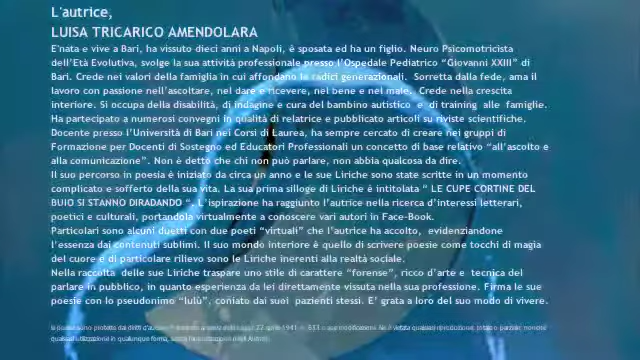 L'autrice,
LUISA TRICARICO AMENDOLARA
E'nata e vive a Bari, ha vissuto dieci anni a Napoli, è sposata ed ha un figlio. Neuro Psicomotricista
dell'Età Evolutiva, svolge la sua attività professionale presso l'Ospedale Pediatrico "Giovanni XXIII" di
Bari. Crede nei valori della famiglia in cui affondano le radici generazionali. Sorretta dalla fede, ama il
lavoro con passione nell'ascoltare, nel dare e ricevere, nel bene e nel male. Crede nella crescita
interiore. Si occupa della disabilità, di indagine e cura del bambino autistico e di training alle famiglie.
Ha partecipato a numerosi convegni in qualità di relatrice e pubblicato articoli su riviste scientifiche.
Docente presso l'Università di Bari nei Corsi di Laurea, ha sempre cercato di creare nei gruppi di
Formazione per Docenti di Sostegno ed Educatori Professionali un concetto di base relativo "all'ascolto e
alla comunicazione". Non è detto che chi non può parlare, non abbia qualcosa da dire.
Il suo percorso in poesia è iniziato da circa un anno e le sue Liriche sono state scritte in un momento
complicato e sofferto della sua vita. La sua prima silloge di Liriche è intitolata " LE CUPE CORTINE DEL
BUIO SI STANNO DIRADANDO ". L'ispirazione ha raggiunto l'autrice nella ricerca d'interessi letterari,
poetici e culturali, portandola virtualmente a conoscere vari autori in Face-Book.
Particolari sono alcuni duetti con due poeti "virtuali" che l'autrice ha accolto, evidenziandone
l'essenza dai contenuti sublimi. Il suo mondo interiore è quello di scrivere poesie come tocchi di magia
del cuore e di particolare rilievo sono le Liriche inerenti alla realtà sociale.
Nella raccolta delle sue Liriche traspare uno stile di carattere "forense", ricco d'arte e tecnica del
parlare in pubblico, in quanto esperienza da lei direttamente vissuta nella sua professione. Firma le sue
poesie con lo pseudonimo "lulù", coniato dai suoi pazienti stessi. E' grata a loro del suo modo di vivere.